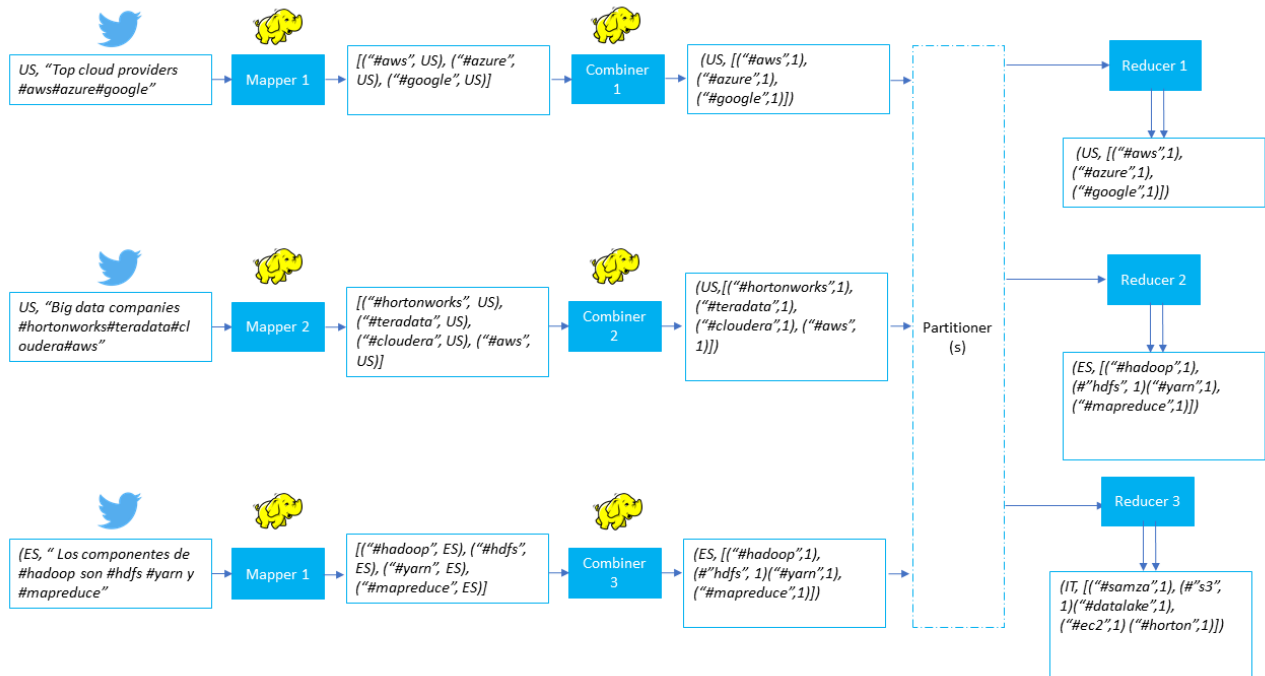 US, “Top cloud providers
#aws#azure#google”
Mapper 1
[(“#aws”, US), (“#azure”,
US), (“#google”, US)]
Combiner
1
(US, [(“#aws”,1),
(“#azure”,1),
(“#google”,1)])
Reducer 1
(US, [(“#aws”,1),
(“#azure”,1),
(“#google”,1)])
US, “Big data companies
#hortonworks#teradata#cl
oudera#aws”
Mapper 2
[(“#hortonworks”, US),
(“#teradata”, US),
(“#cloudera”, US), (“#aws”,
US)]
Combiner
2
(US,[(“#hortonworks”,1),
(“#teradata”,1),
(“#cloudera”,1), (“#aws”,
1)])
Partitioner
(s)
Reducer 2
(ES, [(“#hadoop”,1),
(#”hdfs”, 1)(“#yarn”,1),
(“#mapreduce”,1)])
(ES, “ Los componentes de
#hadoop son #hdfs #yarn y
#mapreduce”
Mapper 1
[(“#hadoop”, ES), (“#hdfs”,
ES), (“#yarn”, ES),
(“#mapreduce”, ES)]
Combiner
3
(ES, [(“#hadoop”,1),
(#”hdfs”, 1)(“#yarn”,1),
(“#mapreduce”,1)])
Reducer 3
(IT, [(“#samza”,1), (#”s3”,
1)(“#datalake”,1),
(“#ec2”,1) (“#horton”,1)])